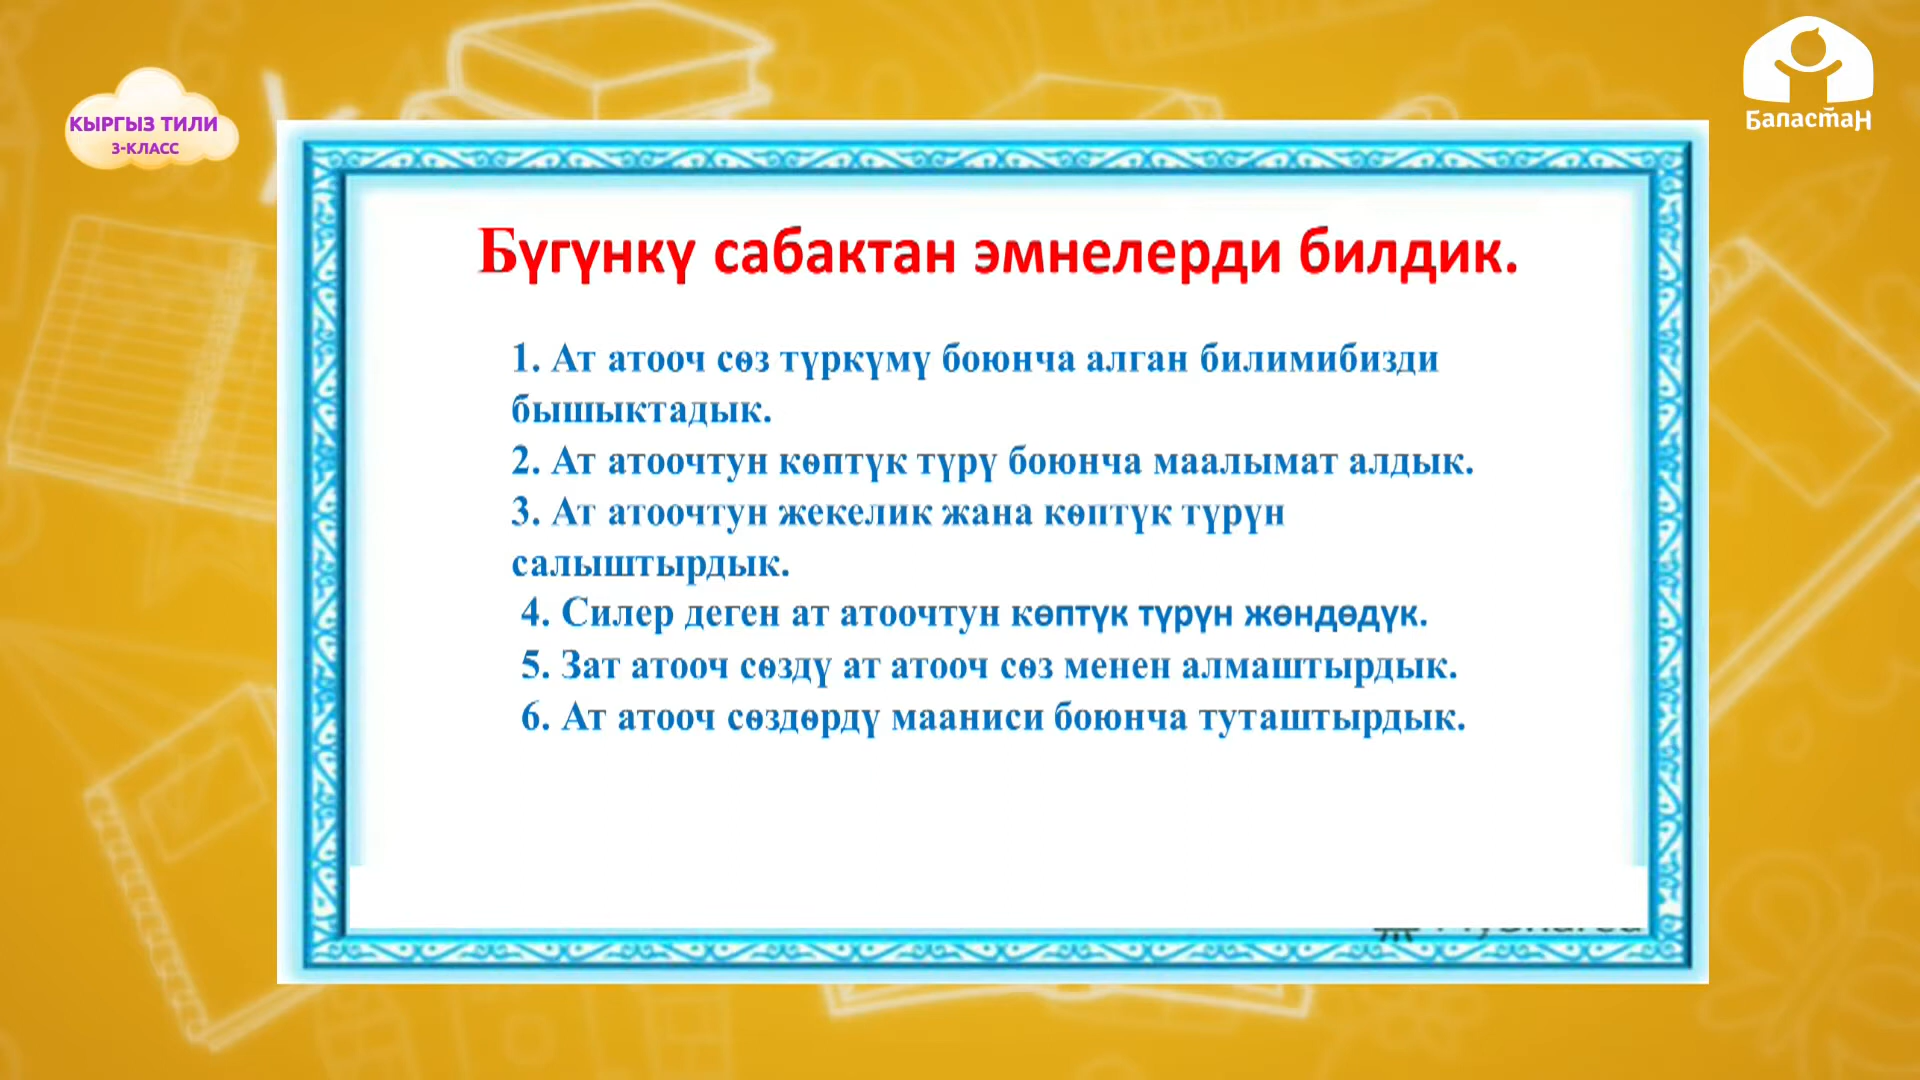 КЫРГЫЗ ТИЛИ
3-КЛАСС
Баластан
Бүгүнкү сабактан эмнелерди билдик.
1. Ат атооч сөз түркүмү боюнча алган билимибизди
бышыктадык.
2. Ат атоочтун көптүк түрү боюнча маалымат алдык.
3. Ат атоочтун жекелик жана көптүк түрүн
салыштырдык.
4. Силер деген ат атоочтун көптүк түрүн жөндөдүк.
5. Зат атооч сөздү ат атооч сөз менен алмаштырдык.
6. Ат атооч сөздөрдү мааниси боюнча туташтырдык.